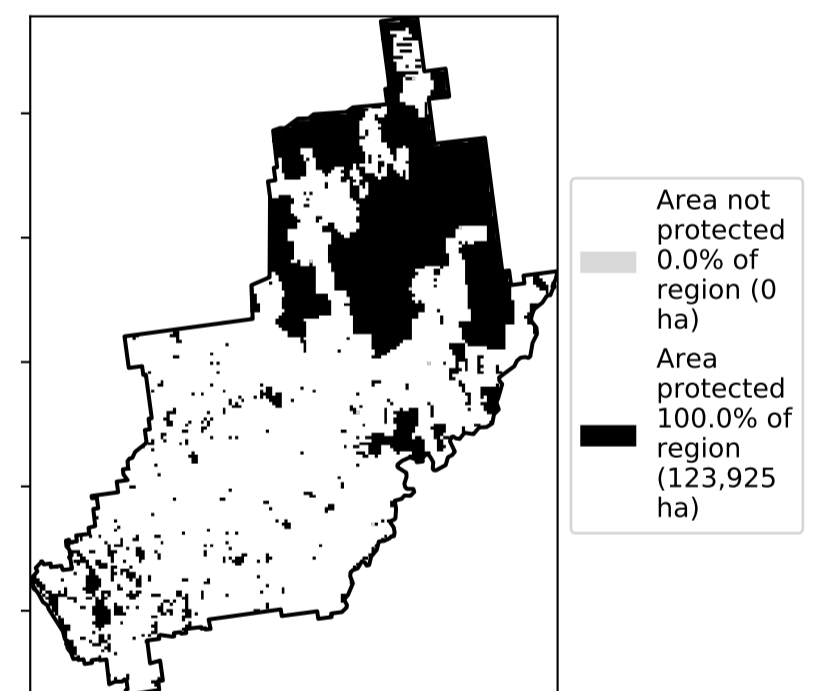 Area not
protected
0.0% of
region (0
ha)
Area
protected
100.0% of
region
(123,925
ha)